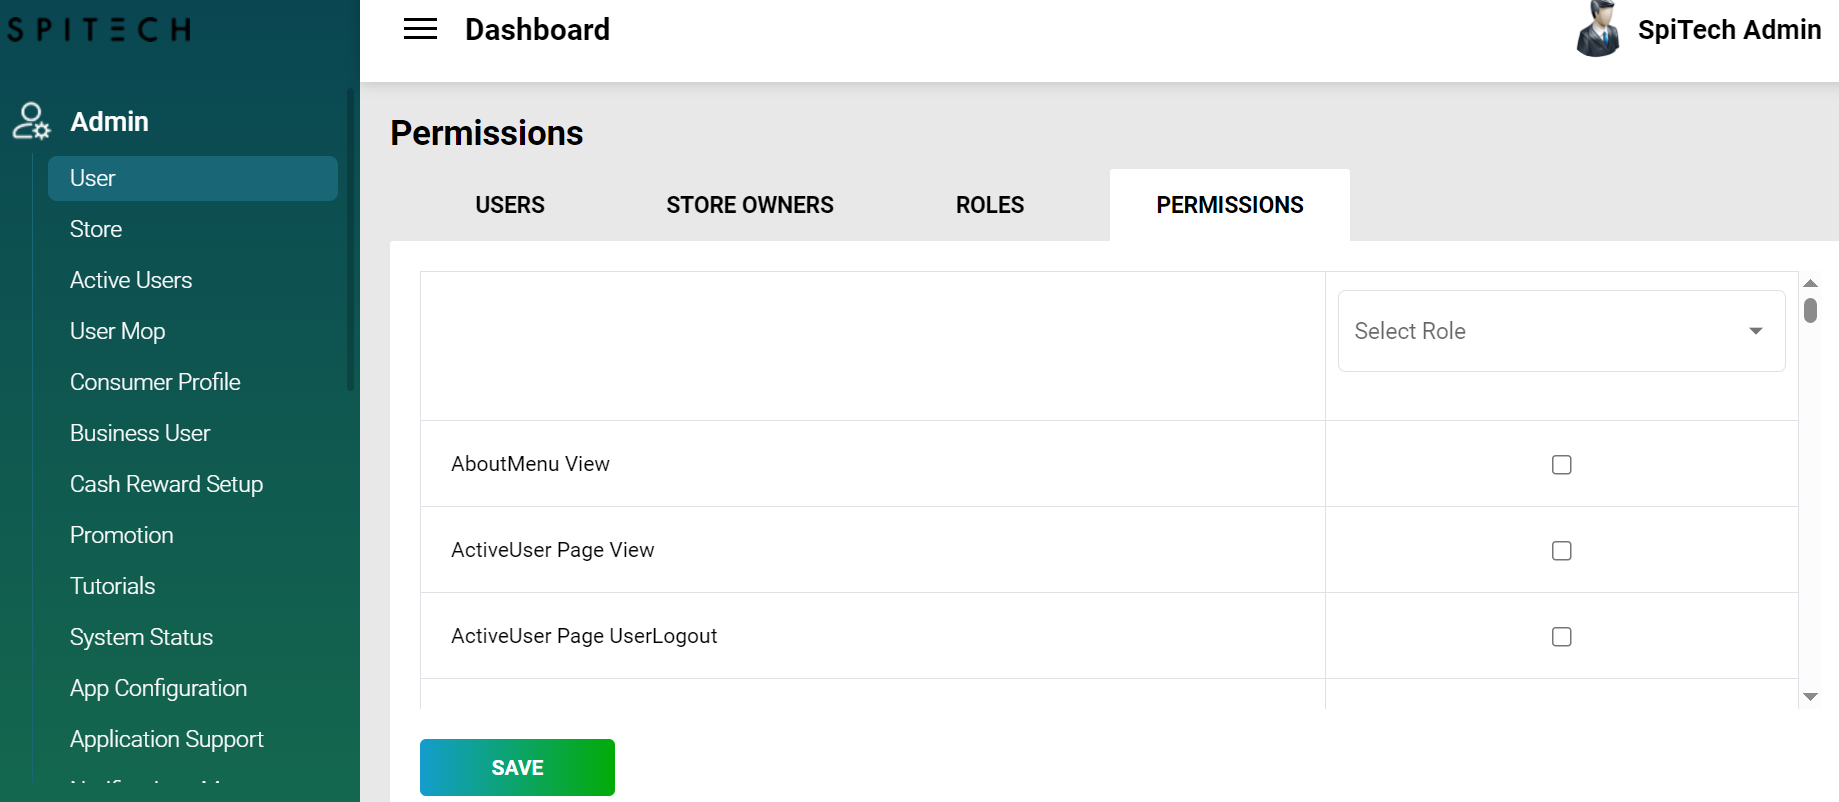 SPITECH
Dashboard
SpiTech Admin
Admin
User
Store
Active Users
User Mop
Consumer Profile
Business User
Cash Reward Setup
Promotion
Tutorials
System Status
App Configuration
Application Support
Permissions
USERS
STORE OWNERS
ROLES
PERMISSIONS
Select Role
AboutMenu View
ActiveUser Page View
ActiveUser Page UserLogout
SAVE